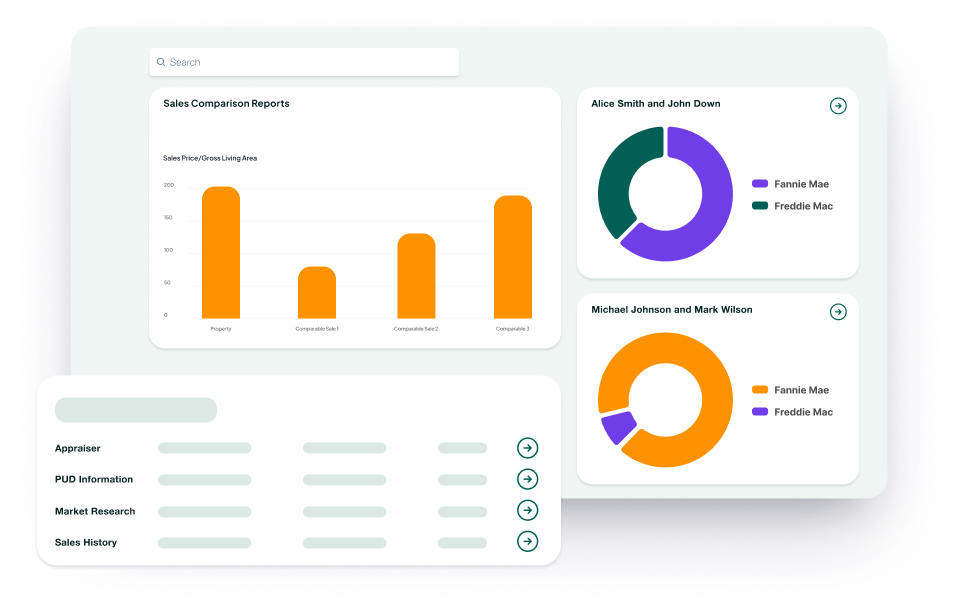 Search
Sales Comparison Reports
Sales Price/Gross Living Area
200
150
100
50
0
Property
Comparable Sale 1
Comparable Sale 2
Comparable 3
Alice Smith and John Down
Fannie Mae
Freddie Mac
Michael Johnson and Mark Wilson
Fannie Mae
Freddie Mac
Appraiser
PUD Information
Market Research
Sales History